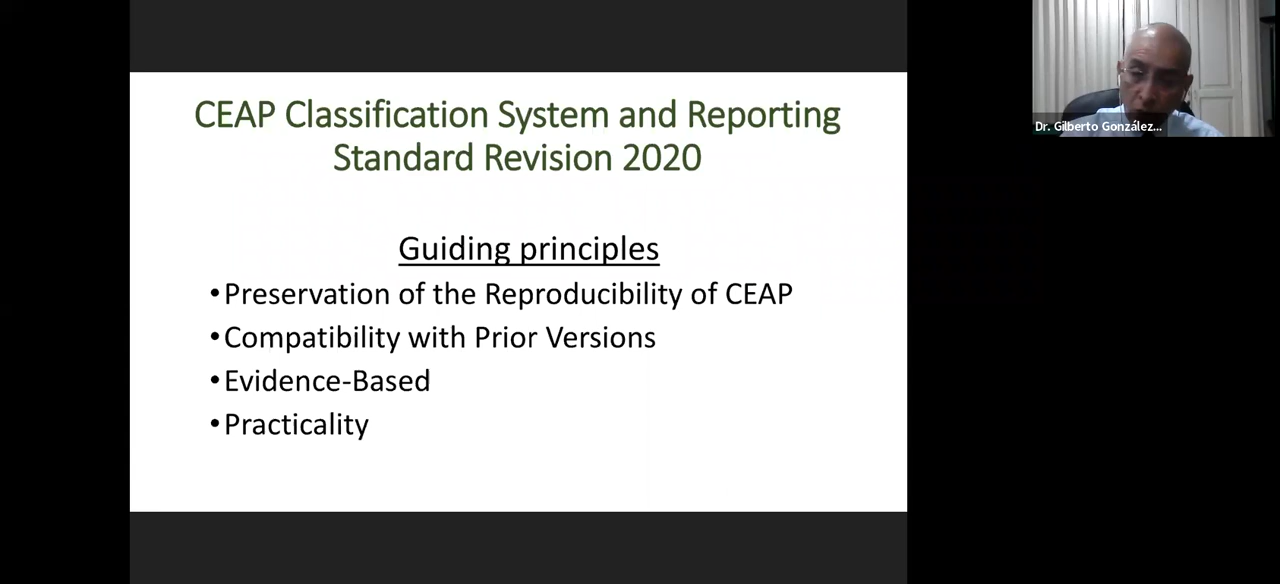 CEAP Classification System and Reporting
Standard Revision 2020
Guiding principles
•Preservation of the Reproducibility of CEAP
•Compatibility with Prior Versions
•Evidence-Based
•Practicality
Dr. Gilberto González...